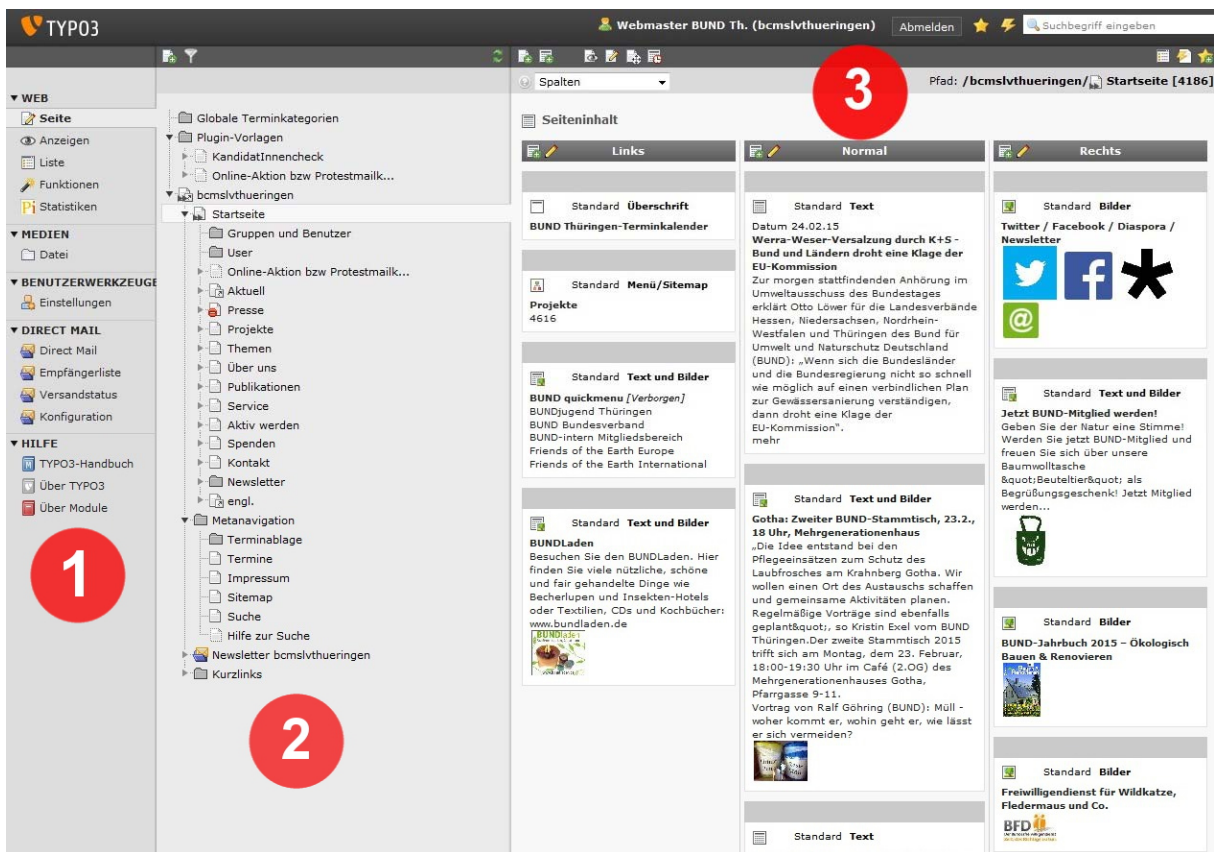 TYPO3
Webmaster BUND Th. (bcmslvthueringen)
Abmelden
Suchbegriff eingeben
Spalten
Pfad: /bcmslvthueringen/ Startseite [4186]
WEB
Seite
Anzeigen
Liste
Funktionen
Statistiken
MEDIEN
Datei
BENUTZERWERKZEUGE
Einstellungen
DIRECT MAIL
Direct Mail
Empfängerliste
Versandstatus
Konfiguration
HILFE
TYPO3-Handbuch
Über TYPO3
Über Module
1
Globale Terminkategorien
Plugin-Vorlagen
KandidatInnencheck
Online-Aktion bzw Protestmailk...
bcmslvthueringen
Startseite
Gruppen und Benutzer
User
Online-Aktion bzw Protestmailk...
Aktuell
Presse
Projekte
Themen
Über uns
Publikationen
Service
Aktiv werden
Spenden
Kontakt
Newsletter
engl.
Metanavigation
Terminablage
Termine
Impressum
Sitemap
Suche
Hilfe zur Suche
Newsletter bcmslvthueringen
Kurzlinks
2
3
Seiteninhalt
Links
Standard Überschrift
BUND Thüringen-Terminkalender
Standard Menü/Sitemap
Projekte
4616
Standard Text und Bilder
BUND quickmenu [Verborgen]
BUNDjugend Thüringen
BUND Bundesverband
BUND-intern Mitgliedsbereich
Friends of the Earth Europe
Friends of the Earth International
Standard Text und Bilder
BUNDLaden
Besuchen Sie den BUNDLaden. Hier
finden Sie viele nützliche, schöne
und fair gehandelte Dinge wie
Becherlupen und Insekten-Hotels
oder Textilien, CDs und Kochbücher:
www.bundladen.de
BUNDladen
Normal
Standard Text
Datum 24.02.15
Werra-Weser-Versalzung durch K+S -
Bund und Ländern droht eine Klage der
EU-Kommission
Zur morgen stattfindenden Anhörung im
Umweltausschuss des Bundestages
erklärt Otto Löwer für die Landesverbände
Hessen, Niedersachsen, Nordrhein-
Westfalen und Thüringen des Bund für
Umwelt und Naturschutz Deutschland
(BUND): „Wenn sich die Bundesländer
und die Bundesregierung nicht so schnell
wie möglich auf einen verbindlichen Plan
zur Gewässersanierung verständigen,
dann droht eine Klage der
EU-Kommission“.
mehr
Standard Text und Bilder
Gotha: Zweiter BUND-Stammtisch, 23.2.,
18 Uhr, Mehrgenerationenhaus
„Die Idee entstand bei den
Pflegeeinsätzen zum Schutz des
Laubfrosches am Krahnberg Gotha. Wir
wollen einen Ort des Austauschs schaffen
und gemeinsame Aktivitäten planen.
Regelmäßige Vorträge sind ebenfalls
geplant&quot;, so Kristin Exel vom BUND
Thüringen.Der zweite Stammtisch 2015
trifft sich am Montag, dem 23. Februar,
18:00-19:30 Uhr im Café (2.OG) des
Mehrgenerationenhauses Gotha,
Pfarrgasse 9-11.
Vortrag von Ralf Göhring (BUND): Müll -
woher kommt er, wohin geht er, wie lässt
er sich vermeiden?
Standard Text
Rechts
Standard Bilder
Twitter / Facebook / Diaspora /
Newsletter
@
Standard Text und Bilder
Jetzt BUND-Mitglied werden!
Geben Sie der Natur eine Stimme!
Werden Sie jetzt BUND-Mitglied und
freuen Sie sich über unsere
Baumwolltasche
&quot;Beuteltier&quot; als
Begrüßungsgeschenk! Jetzt Mitglied
werden...
Standard Bilder
BUND-Jahrbuch 2015 – Ökologisch
Bauen & Renovieren
Standard Bilder
Freiwilligendienst für Wildkatze,
Fledermaus und Co.
BFD